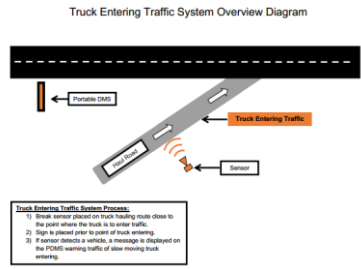 Truck Entering Traffic System Overview Diagram
Portable DMS
Haul Road
Truck Entering Traffic
Sensor
Truck Entering Traffic System Process:
1) Break sensor placed on truck hauling route close to
the point where the truck is to enter traffic.
2) Sign is placed prior to point of truck entering.
3) If sensor detects a vehicle, a message is displayed on
the PDMS warning traffic of slow moving truck
entering.